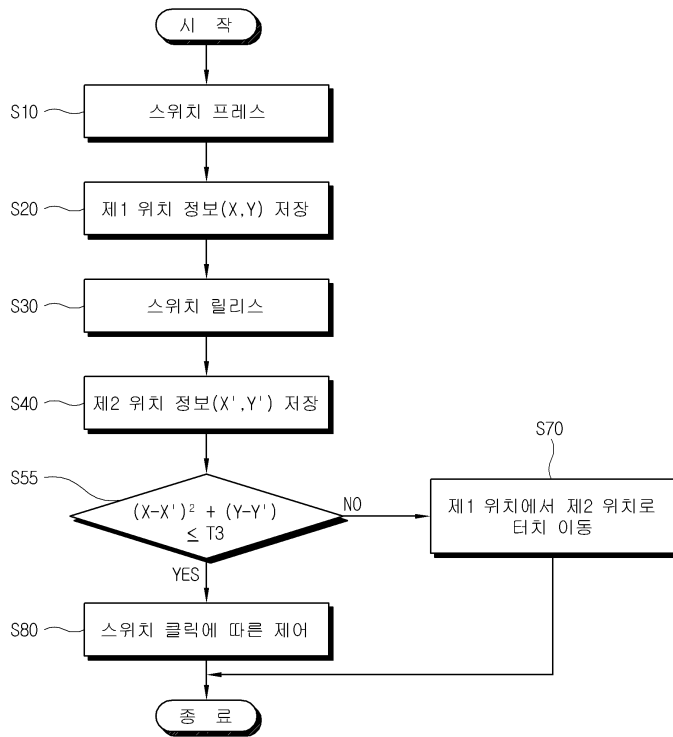 시 작
S10
스위치 프레스
S20
제1 위치 정보(X,Y) 저장
S30
스위치 릴리스
S40
제2 위치 정보(X',Y') 저장
S55
(X-X')² + (Y-Y')
≤ T3
NO
YES
S70
제1 위치에서 제2 위치로
터치 이동
S80
스위치 클릭에 따른 제어
종 료